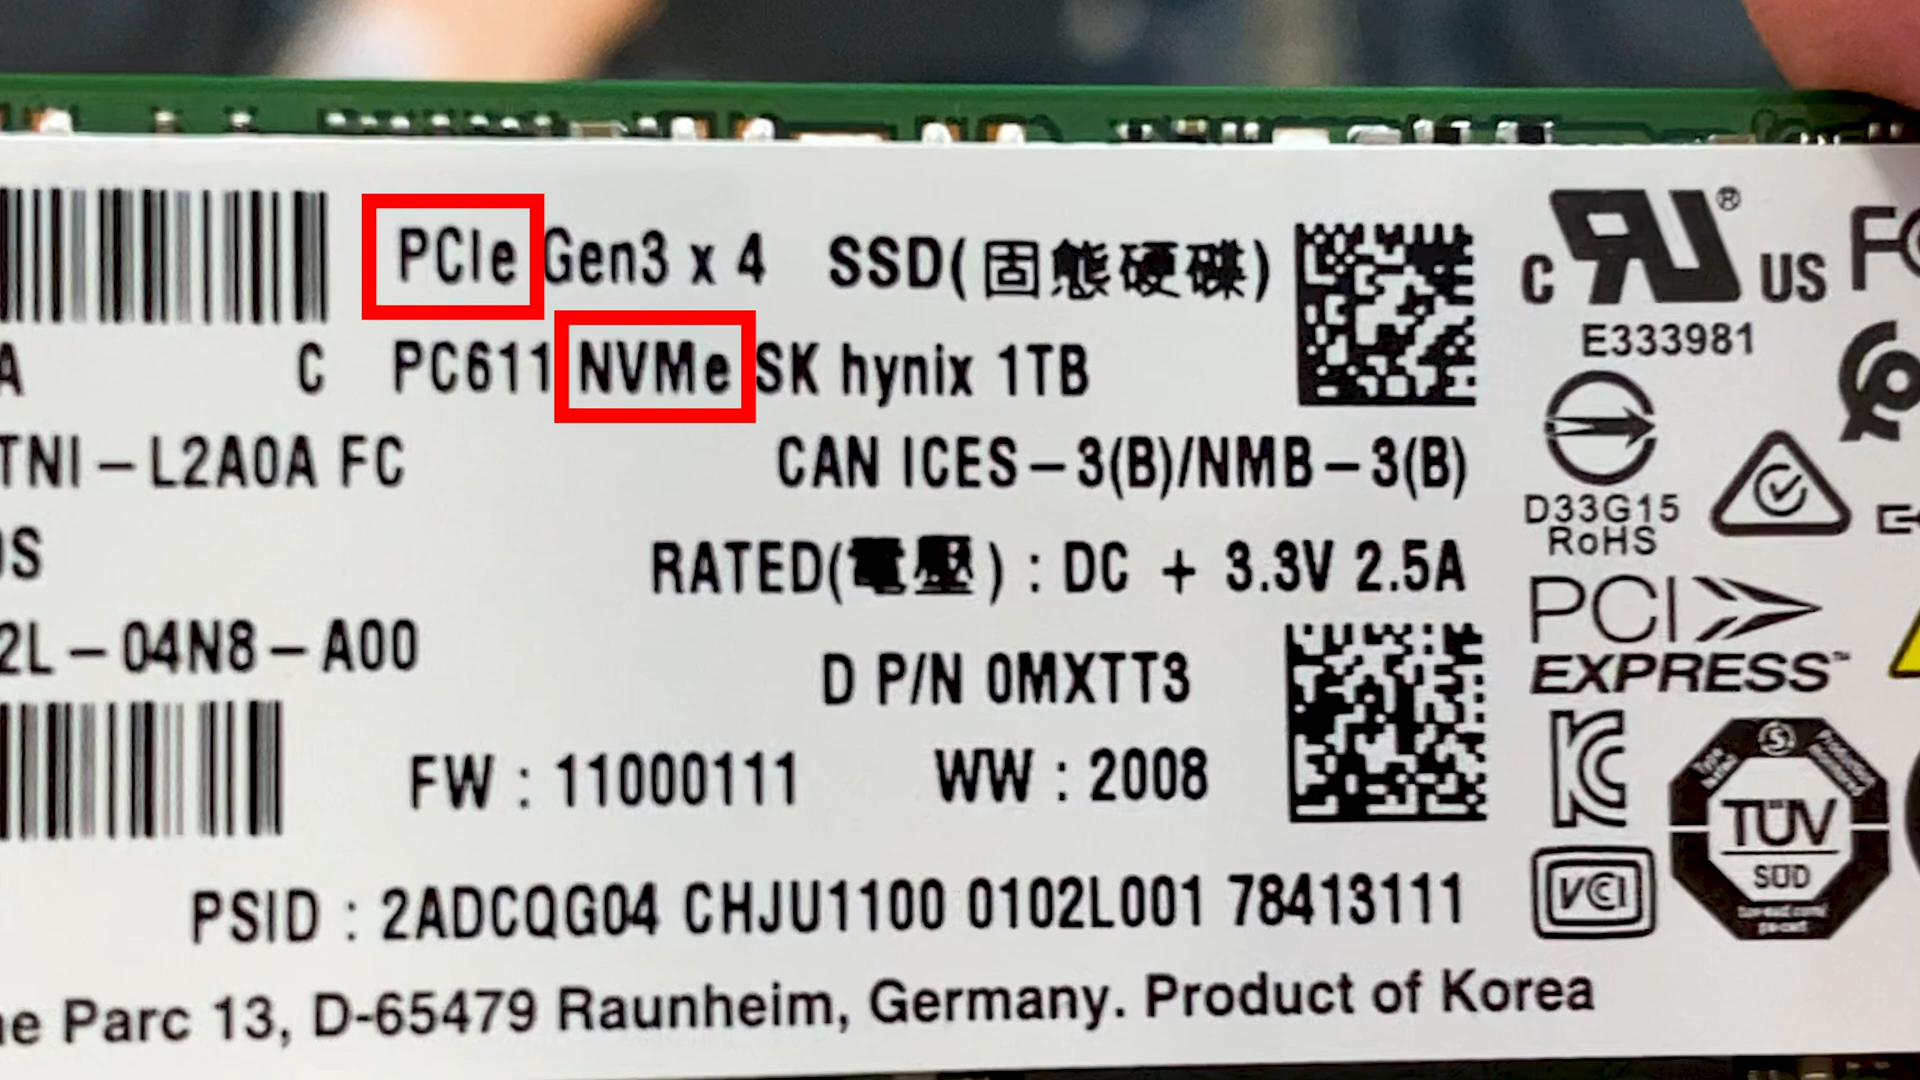 PCIe Gen3 x 4 SSD(固態硬碟)
A C PC611 NVMe SK hynix 1TB
TNI-L2A0A FC CAN ICES-3(B)/NMB-3(B)
RATED(電壓) : DC + 3.3V 2.5A
2L-04N8-A00
D P/N 0MXTT3
FW : 11000111 WW : 2008
PSID : 2ADCQG04 CHJU1100 0102L001 78413111
Parc 13, D-65479 Raunheim, Germany. Product of Korea
C UR ® US
FC
E333981
D33G15
RoHS
PCI
EXPRESS™
VCI
TÜV
SÜD